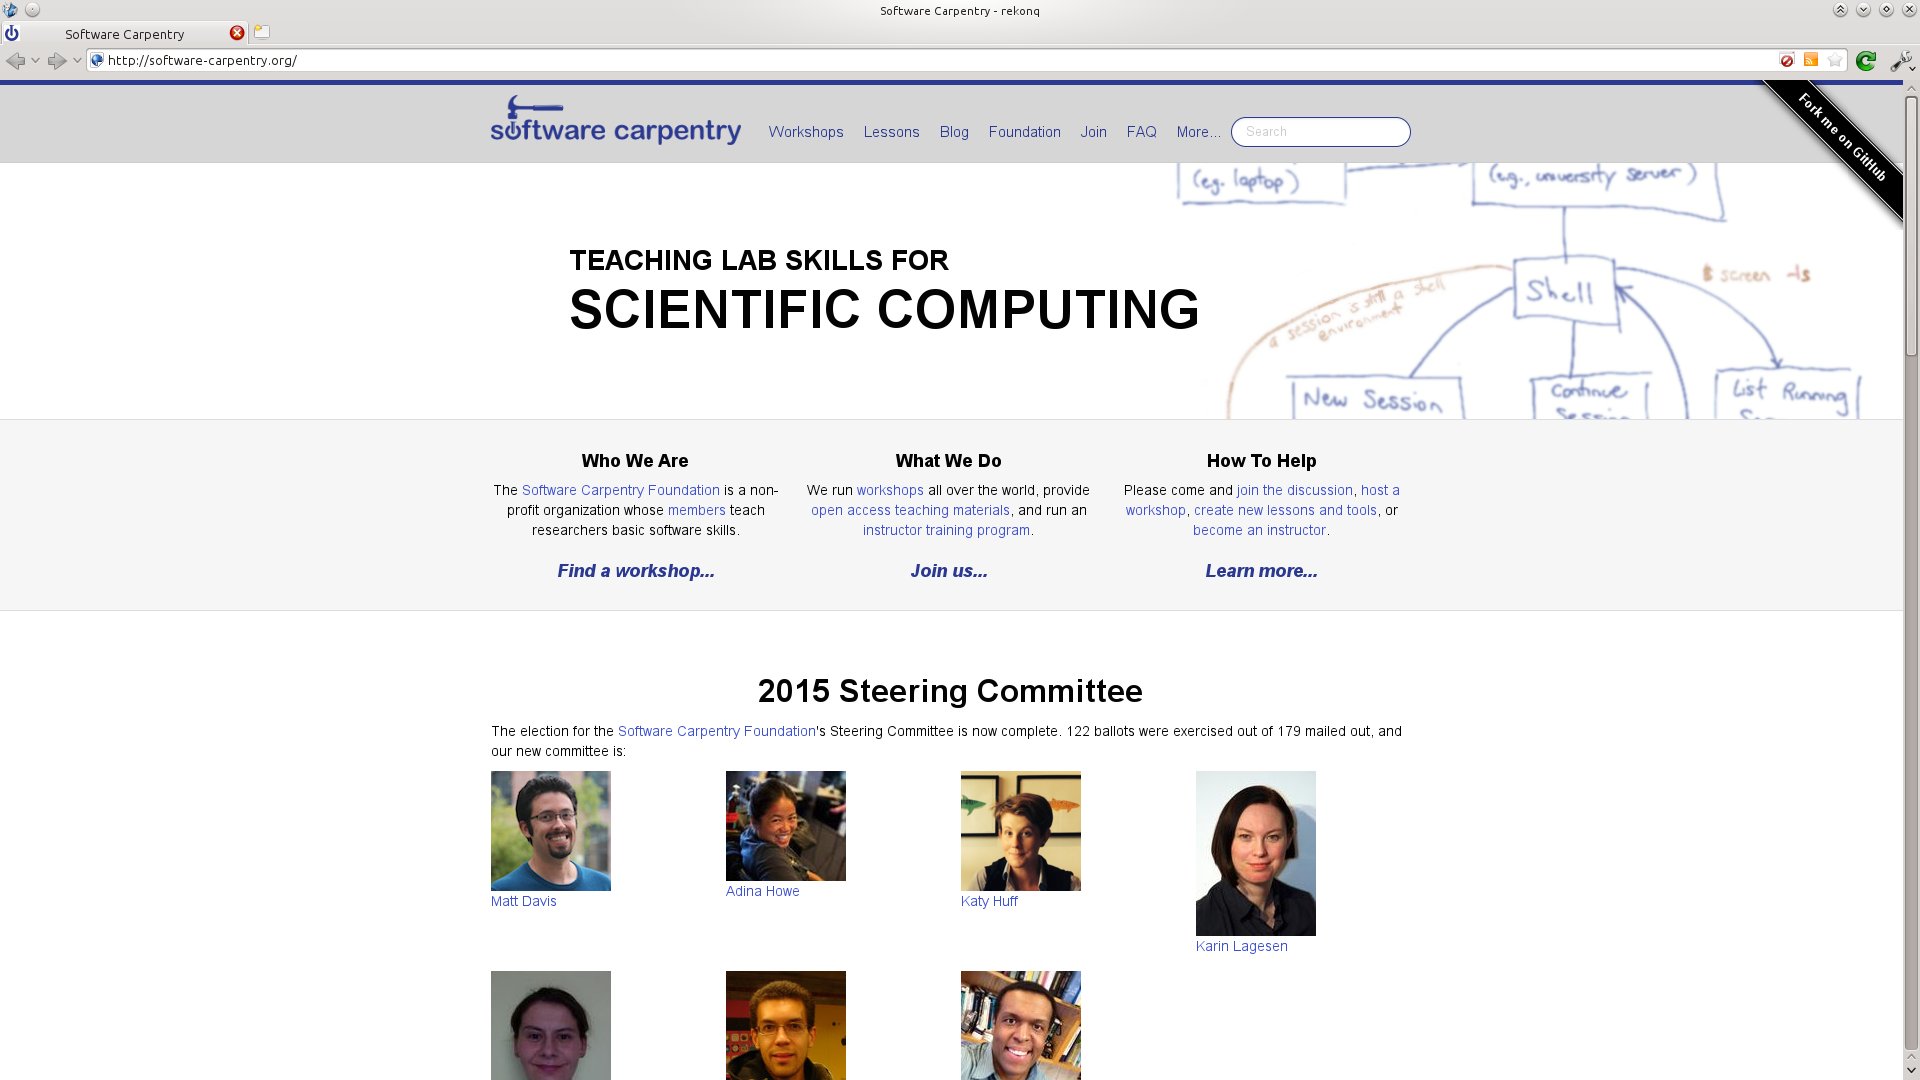 Software Carpentry - rekonq
Software Carpentry
http://software-carpentry.org/
software carpentry
Workshops Lessons Blog Foundation Join FAQ More... Search
Fork me on GitHub
(eg. laptop)
(e.g., university server)
TEACHING LAB SKILLS FOR
SCIENTIFIC COMPUTING
Shell
$ screen -ls
a session is still a shell
environment
New Session
Continue
Session
List Running
Who We Are
The Software Carpentry Foundation is a non-
profit organization whose members teach
researchers basic software skills.
Find a workshop...
What We Do
We run workshops all over the world, provide
open access teaching materials, and run an
instructor training program.
Join us...
How To Help
Please come and join the discussion, host a
workshop, create new lessons and tools, or
become an instructor.
Learn more...
2015 Steering Committee
The election for the Software Carpentry Foundation's Steering Committee is now complete. 122 ballots were exercised out of 179 mailed out, and
our new committee is:
Matt Davis
Adina Howe
Katy Huff
Karin Lagesen